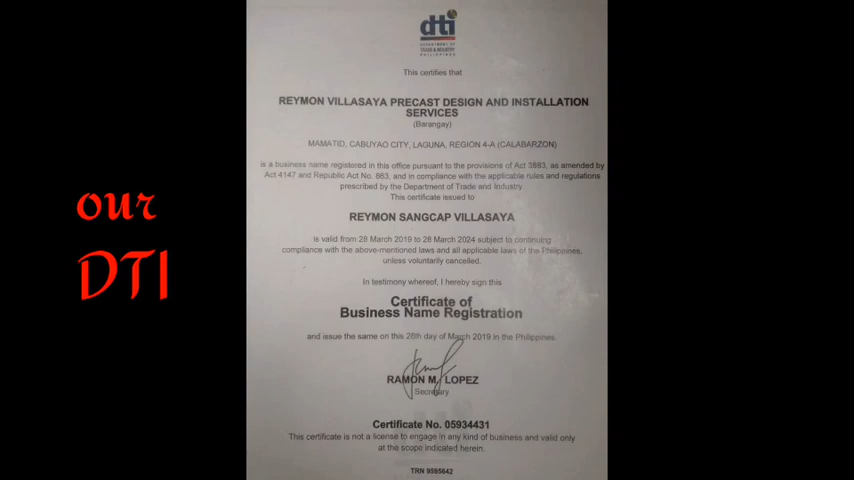 our
DTI
dti
DEPARTMENT OF
TRADE & INDUSTRY
PHILIPPINES
This certifies that
REYMON VILLASAYA PRECAST DESIGN AND INSTALLATION
SERVICES
(Barangay)
MAMATID, CABUYAO CITY, LAGUNA, REGION 4-A (CALABARZON)
is a business name registered in this office pursuant to the provisions of Act 3883, as amended by
Act 4147 and Republic Act No. 863, and in compliance with the applicable rules and regulations
prescribed by the Department of Trade and Industry.
This certificate issued to
REYMON SANGCAP VILLASAYA
is valid from 28 March 2019 to 28 March 2024 subject to continuing
compliance with the above-mentioned laws and all applicable laws of the Philippines,
unless voluntarily cancelled.
In testimony whereof, I hereby sign this
Certificate of
Business Name Registration
and issue the same on this 28th day of March 2019 in the Philippines.
RAMON M. LOPEZ
Secretary
Certificate No. 05934431
This certificate is not a license to engage in any kind of business and valid only
at the scope indicated herein.
TRN 9595642